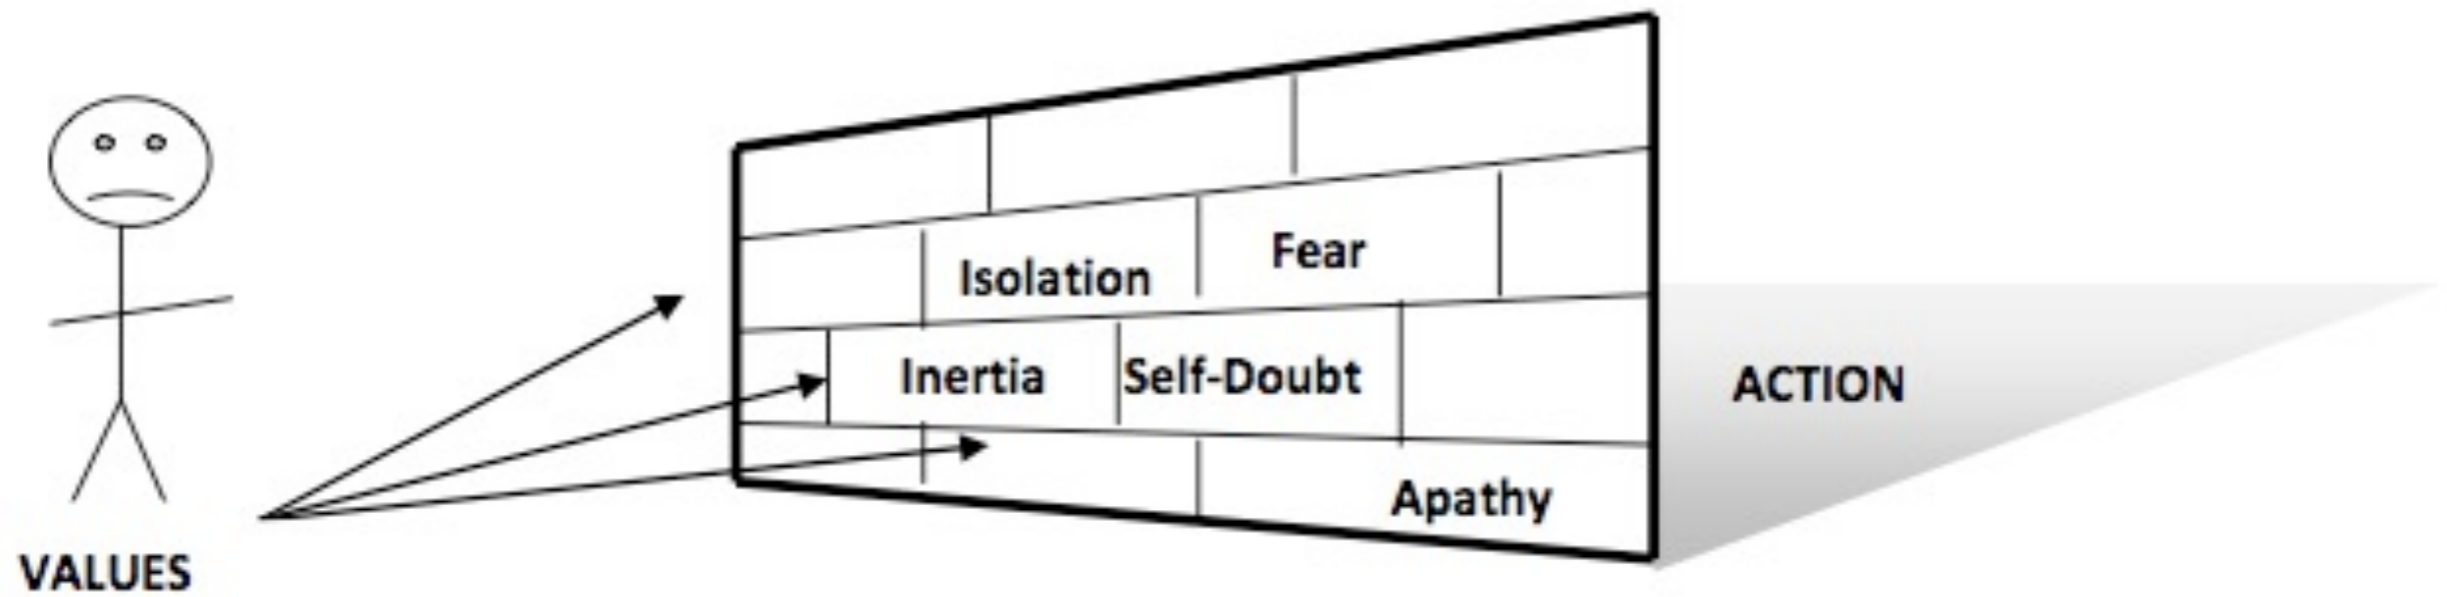 VALUES
Isolation
Fear
Inertia
Self-Doubt
Apathy
ACTION